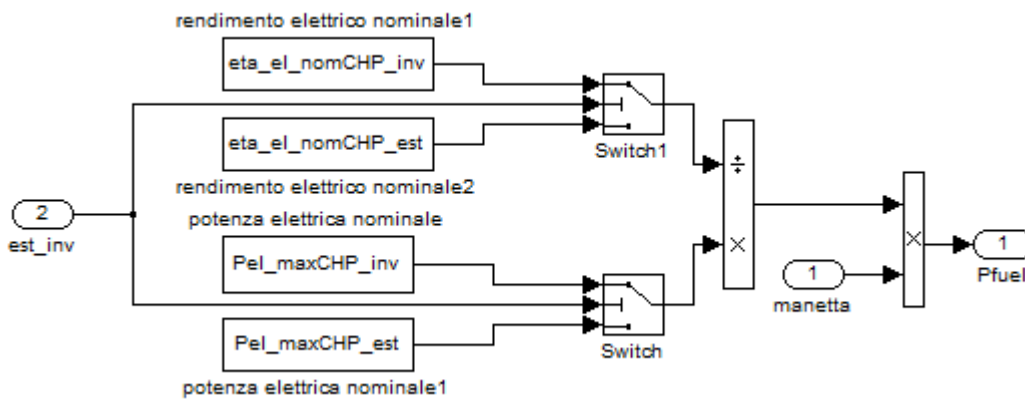 rendimento elettrico nominale1
eta_el_nomCHP_inv
eta_el_nomCHP_est
Switch1
rendimento elettrico nominale2
2
est_inv
potenza elettrica nominale
Pel_maxCHP_inv
Pel_maxCHP_est
Switch
potenza elettrica nominale1
÷
×
×
1
manetta
1
Pfuel